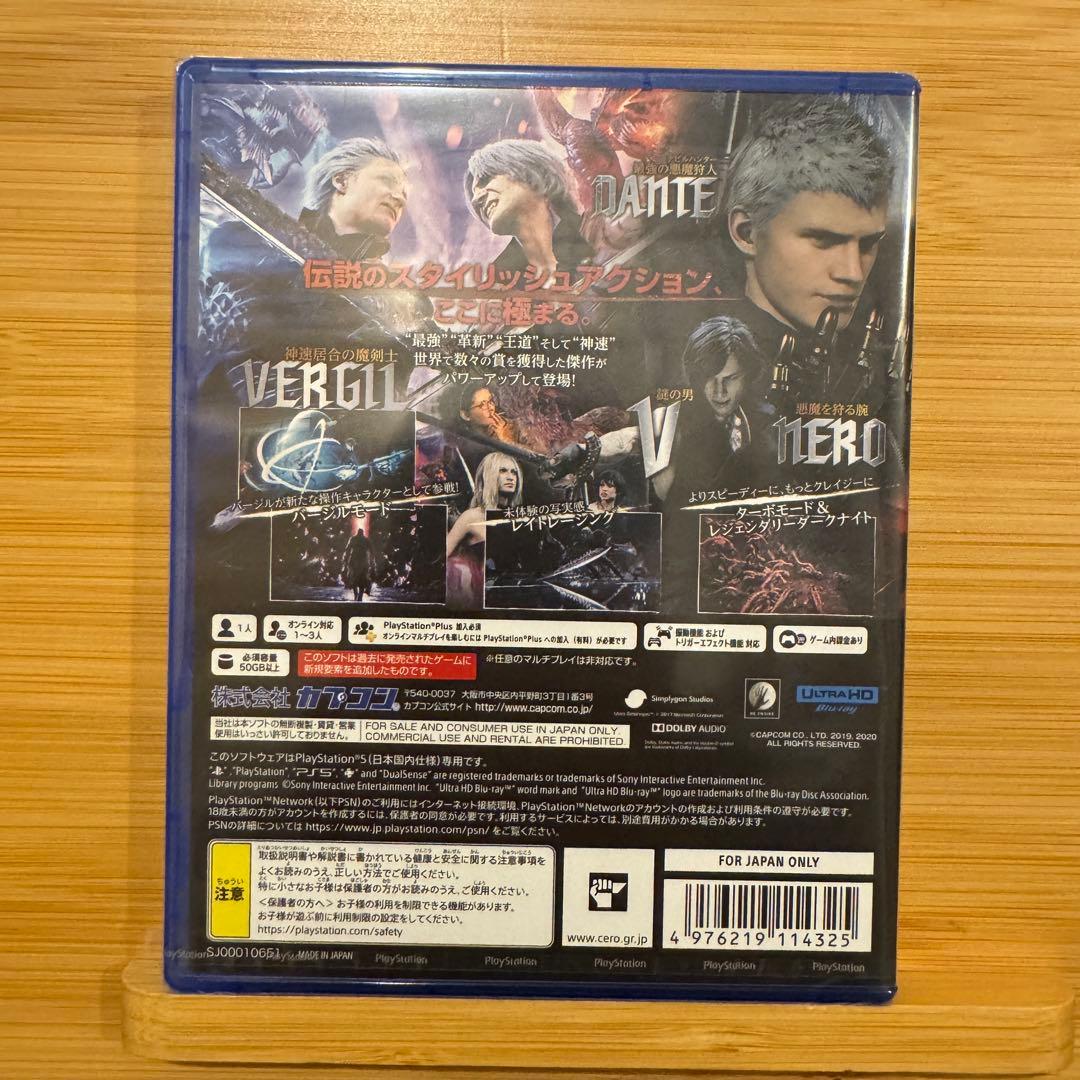 デビルハンター
最強の悪魔狩人
DANTE
伝説のスタイリッシュアクション、
ここに極まる。
“最強”“革新”“王道”そして“神速”
世界で数々の賞を獲得した傑作が
パワーアップして登場!
神速居合の魔剣士
VERGIL
謎の男
V
悪魔を狩る腕
NERO
バージルが新たな操作キャラクターとして参戦!
バージルモード
未体験の写実感
レイトレーシング
よりスピーディーに、もっとクレイジーに
ターボモード&
レジェンダリーダークナイト
1人
オンライン対応
1~3人
PlayStation®Plus 加入必須
オンラインマルチプレイを楽しむには PlayStation®Plus への加入(有料)が必要です
振動機能 および
トリガーエフェクト機能 対応
ゲーム内課金あり
必須容量
50GB以上
このソフトは過去に発売されたゲームに
新規要素を追加したものです。
※任意のマルチプレイは非対応です。
株式会社カプコン
〒540-0037 大阪市中央区内平野町3丁目1番3号
カプコン公式サイト http://www.capcom.co.jp/
Simplygon Studios
RE ENGINE
ULTRA HD
Blu-ray
当社は本ソフトの無断複製・賃貸・営業
使用はいっさい許可しておりません。
FOR SALE AND CONSUMER USE IN JAPAN ONLY.
COMMERCIAL USE AND RENTAL ARE PROHIBITED.
DOLBY AUDIO
©CAPCOM CO., LTD. 2019, 2020
ALL RIGHTS RESERVED.
このソフトウェアはPlayStation®5(日本国内仕様)専用です。
"PlayStation", "PS5", and "DualSense" are registered trademarks or trademarks of Sony Interactive Entertainment Inc.
Library programs ©Sony Interactive Entertainment Inc. "Ultra HD Blu-ray™" word mark and "Ultra HD Blu-ray™" logo are trademarks of the Blu-ray Disc Association.
PlayStation™Network(以下PSN)のご利用にはインターネット接続環境、PlayStation™Networkのアカウントの作成および利用条件の遵守が必要です。
18歳未満の方がアカウントを作成するには、保護者の同意が必要です。利用するサービスによっては、別途費用がかかる場合があります。
PSNの詳細については https://www.jp.playstation.com/psn/ をご覧ください。
ちゅうい
注意
取扱説明書や解説書に書かれている健康と安全に関する注意事項を
よくお読みのうえ、正しい方法でご使用ください。
特に小さなお子様は保護者の方がお読みのうえ、ご使用ください。
<保護者の方へ> お子様の利用を制限できる機能があります。
お子様が遊ぶ前に利用制限の設定をしてください。
https://playstation.com/safety
www.cero.gr.jp
FOR JAPAN ONLY
4 976219 114325
SJ00010651 MADE IN JAPAN
PlayStation PlayStation PlayStation PlayStation PlayStation